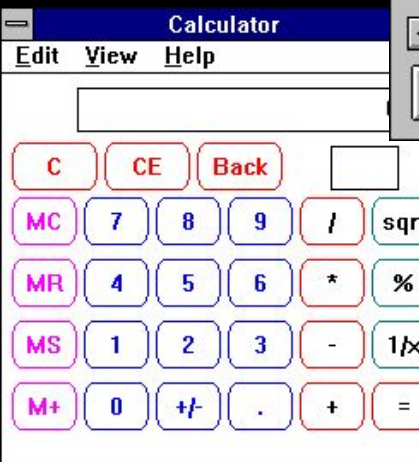 Calculator
Edit View Help
C CE Back
MC 7 8 9 / sqr
MR 4 5 6 * %
MS 1 2 3 - 1/x
M+ 0 +/- . + =